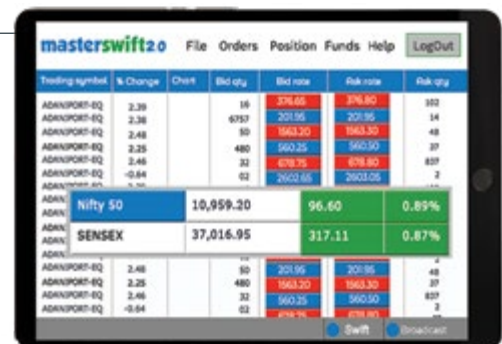 masterswift2.0 File Orders Position Funds Help LogOut
Trading symbol % Change Chart Bid qty Bid rate Ask rate Ask qty
ADANIPORT-EQ 2.39 16 376.65 376.80 102
ADANIPORT-EQ 2.38 6757 201.95 201.95 14
ADANIPORT-EQ 2.48 50 1563.20 1563.30 48
ADANIPORT-EQ 2.25 480 560.25 560.50 37
ADANIPORT-EQ 2.46 32 678.75 678.80 837
ADANIPORT-EQ -0.64 02 2602.65 2603.05 2
Nifty 50 10,959.20 96.60 0.89%
SENSEX 37,016.95 317.11 0.87%
ADANIPORT-EQ 2.48 50 201.95 201.95 48
ADANIPORT-EQ 2.25 480 1563.20 1563.30 37
ADANIPORT-EQ 2.46 32 560.25 560.50 837
ADANIPORT-EQ -0.64 02 2
Swift Broadcast